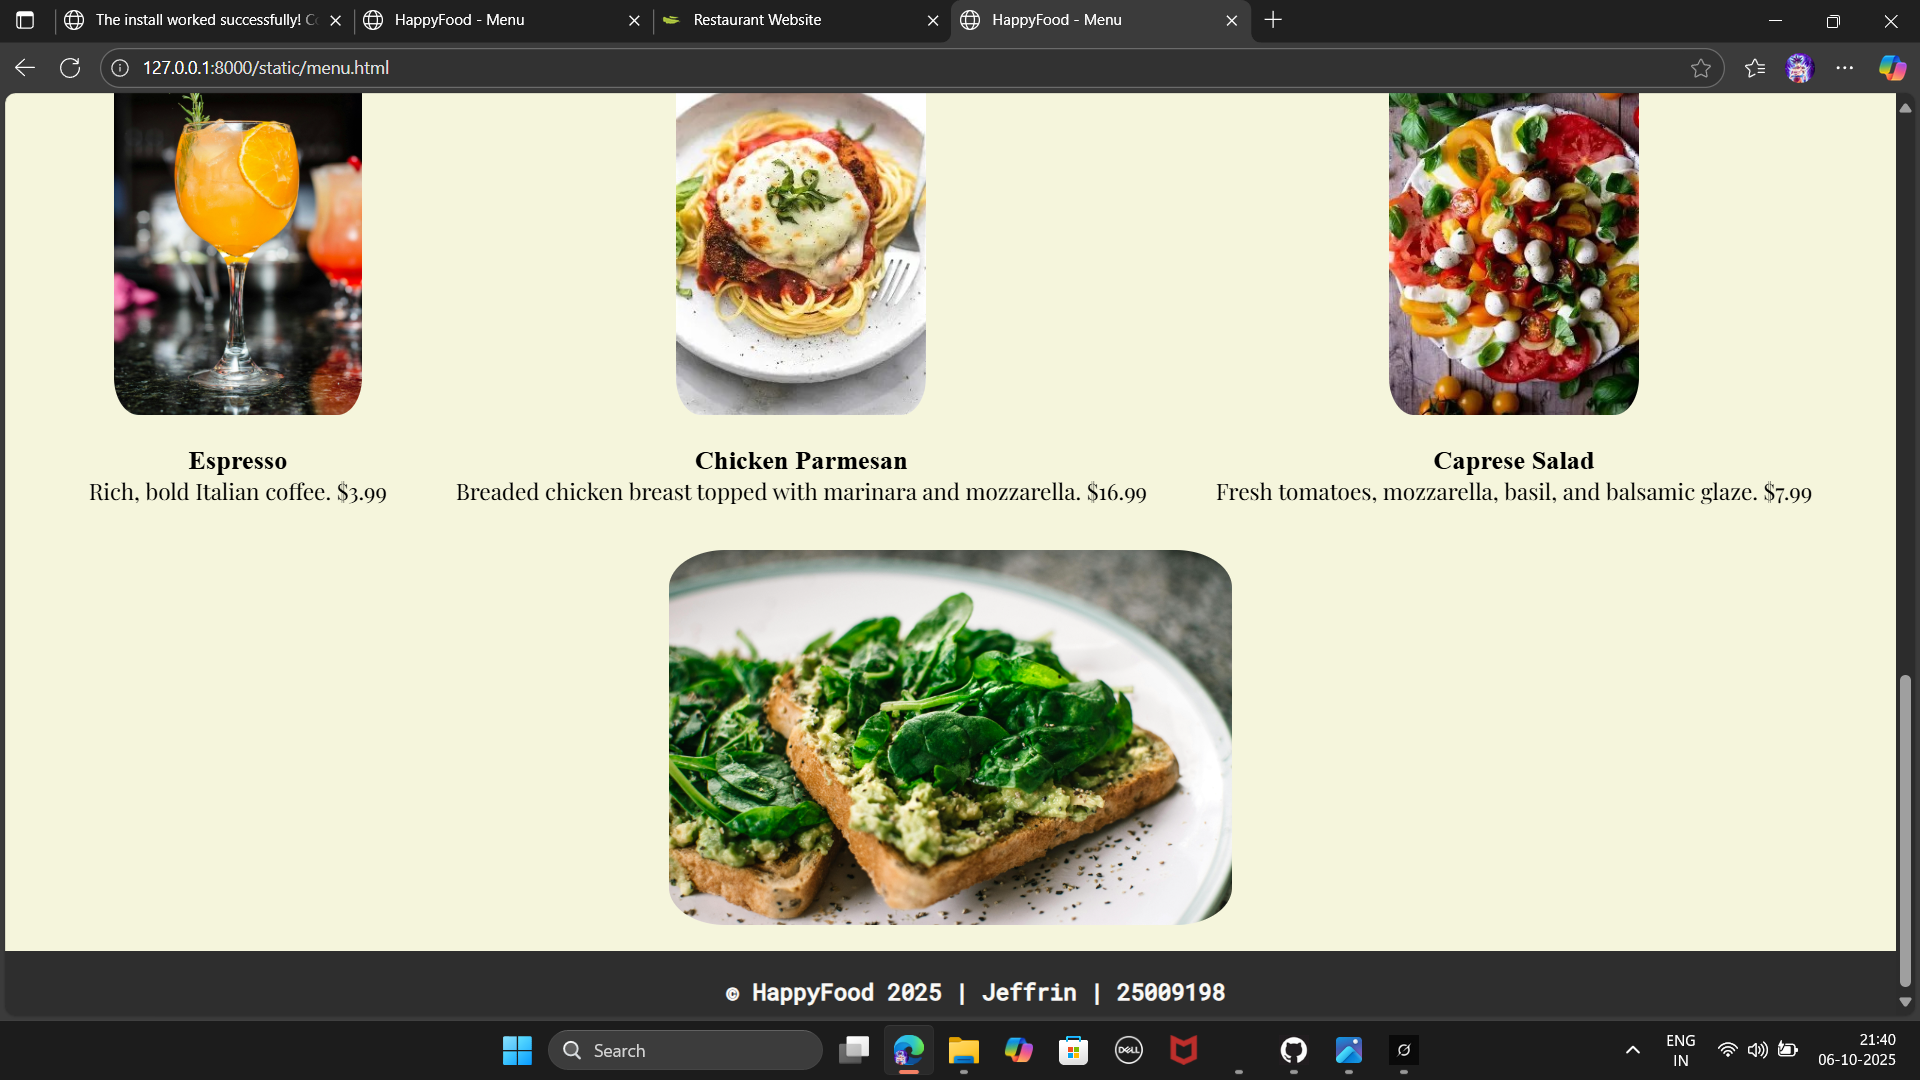 The install worked successfully! Co
HappyFood - Menu
Restaurant Website
HappyFood - Menu
127.0.0.1:8000/static/menu.html
Espresso
Rich, bold Italian coffee. $3.99
Chicken Parmesan
Breaded chicken breast topped with marinara and mozzarella. $16.99
Caprese Salad
Fresh tomatoes, mozzarella, basil, and balsamic glaze. $7.99
© HappyFood 2025 | Jeffrin | 25009198
Search
DELL
ENG
IN
21:40
06-10-2025